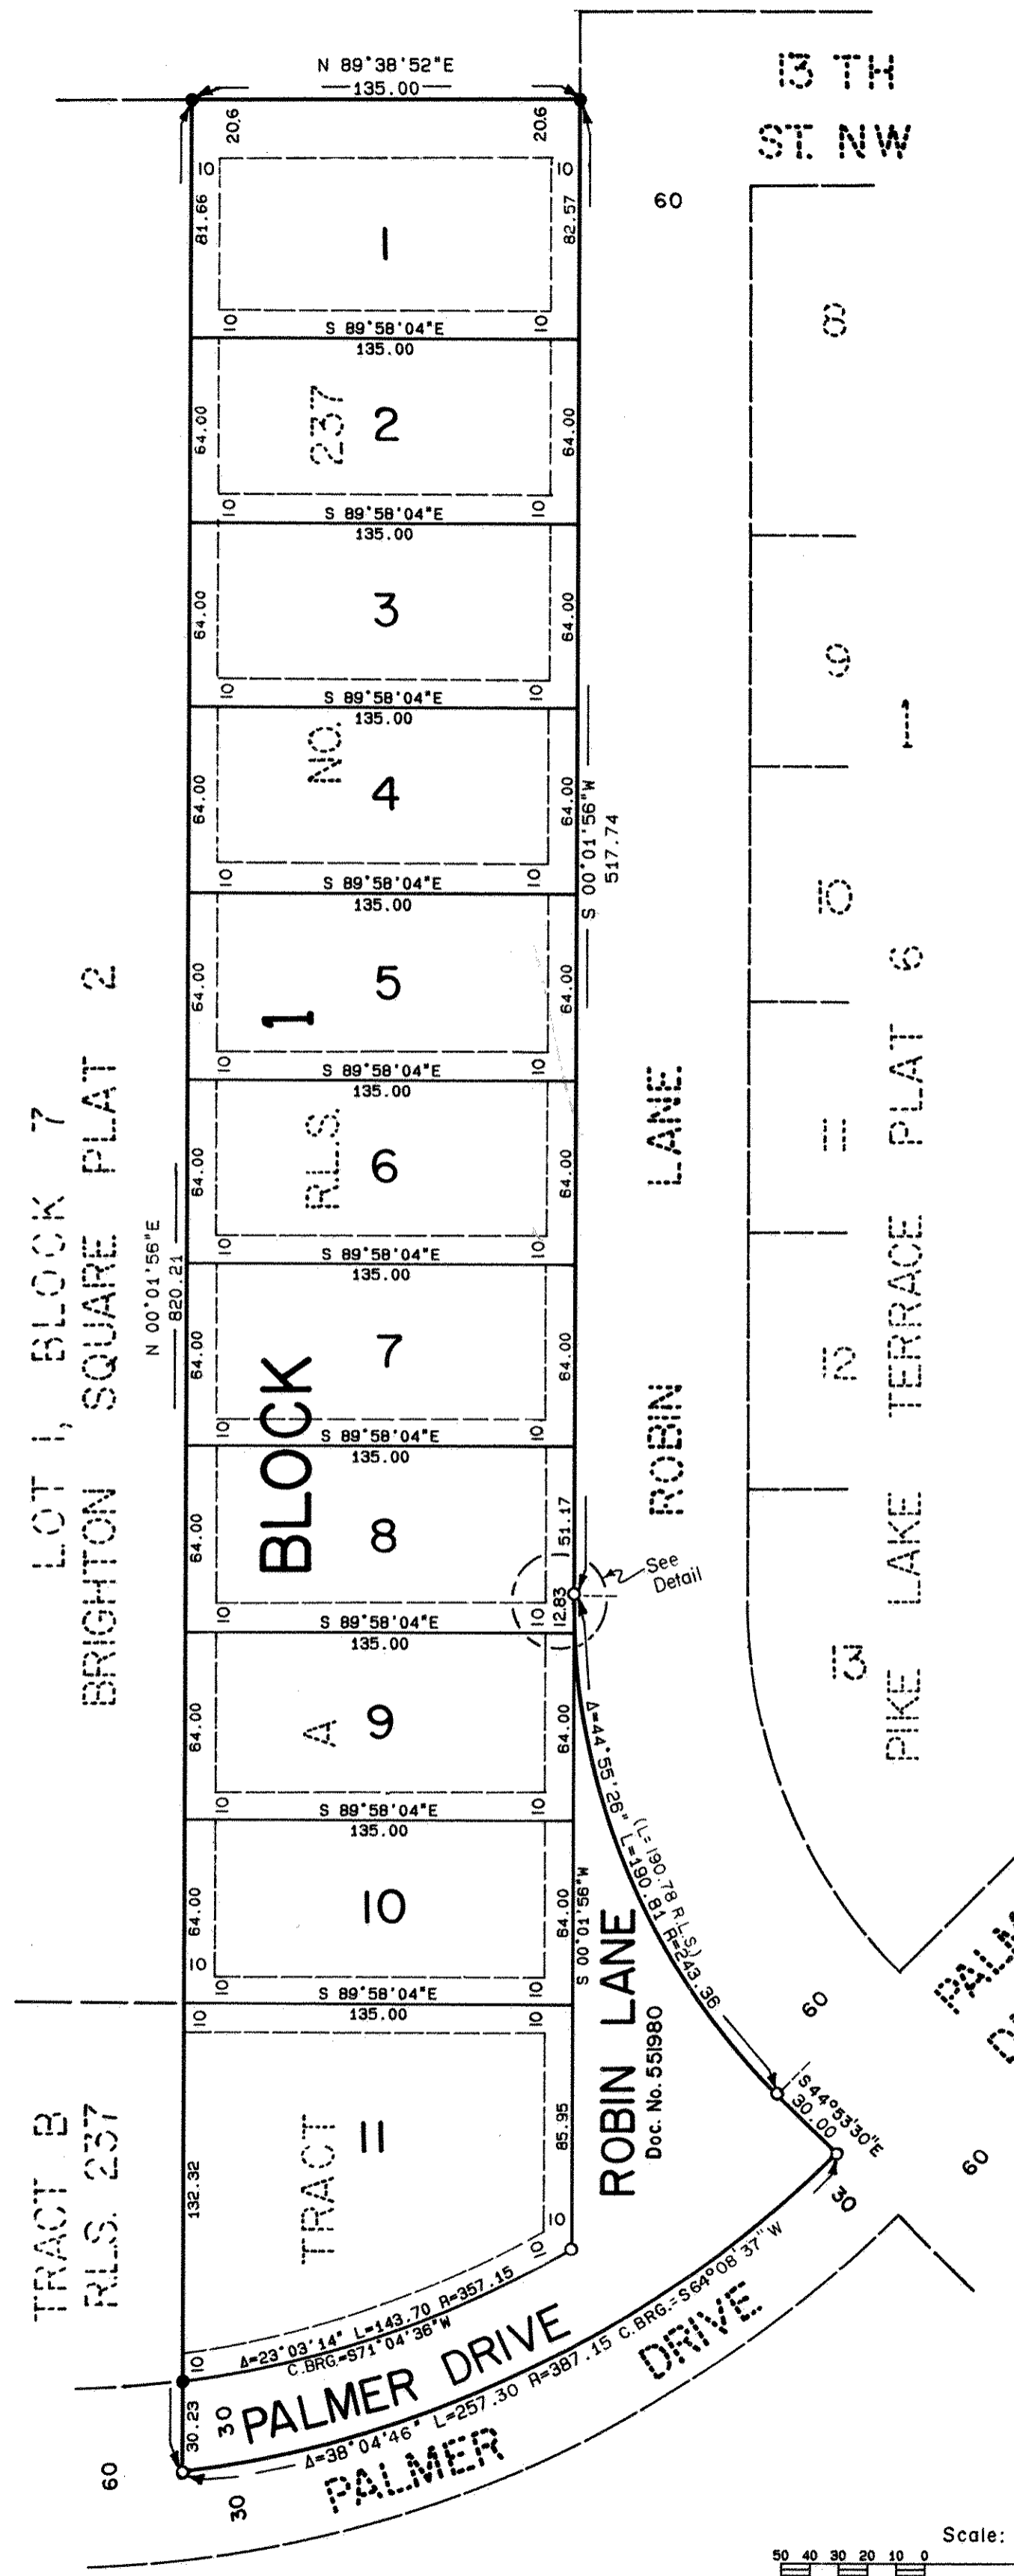 13 TH
ST. NW
N 89°38'52"E
135.00
20.6
20.6
10
10
81.66
82.57
60
1
8
10
10
S 89°58'04"E
135.00
237
2
64.00
64.00
10
10
S 89°58'04"E
135.00
64.00
3
64.00
9
10
10
S 89°58'04"E
135.00
1
NO.
64.00
4
64.00
S 00°01'56"W
517.74
10
10
10
S 89°58'04"E
135.00
64.00
5
64.00
1
10
10
S 89°58'04"E
135.00
LOT 1, BLOCK 7
BRIGHTON SQUARE PLAT 2
R.L.S.
64.00
6
64.00
LANE
11
PIKE LAKE TERRACE PLAT 6
N 00°01'56"E
820.21
10
10
S 89°58'04"E
135.00
64.00
7
64.00
12
BLOCK
10
10
S 89°58'04"E
135.00
ROBIN
64.00
8
51.17
See
Detail
12.83
10
10
S 89°58'04"E
135.00
13
A
64.00
9
64.00
Δ=44°55'26" L=190.81 R=243.36
(L=190.78 R.L.S.)
10
10
S 89°58'04"E
135.00
64.00
10
64.00
S 00°01'56"W
10
10
10
S 89°58'04"E
135.00
10
10
ROBIN LANE
Doc. No. 551980
60
PALM
D
TRACT B
R.L.S. 237
132.32
TRACT
11
85.95
S44°53'30"E
30.00
60
30
10
10
10
Δ=23°03'14" L=143.70 R=357.15
C.BRG.=S71°04'36"W
30.23
30
PALMER DRIVE
Δ=38°04'46" L=257.30 R=387.15 C.BRG.=S64°08'37"W
PALMER DRIVE
60
30
Scale:
50 40 30 20 10 0